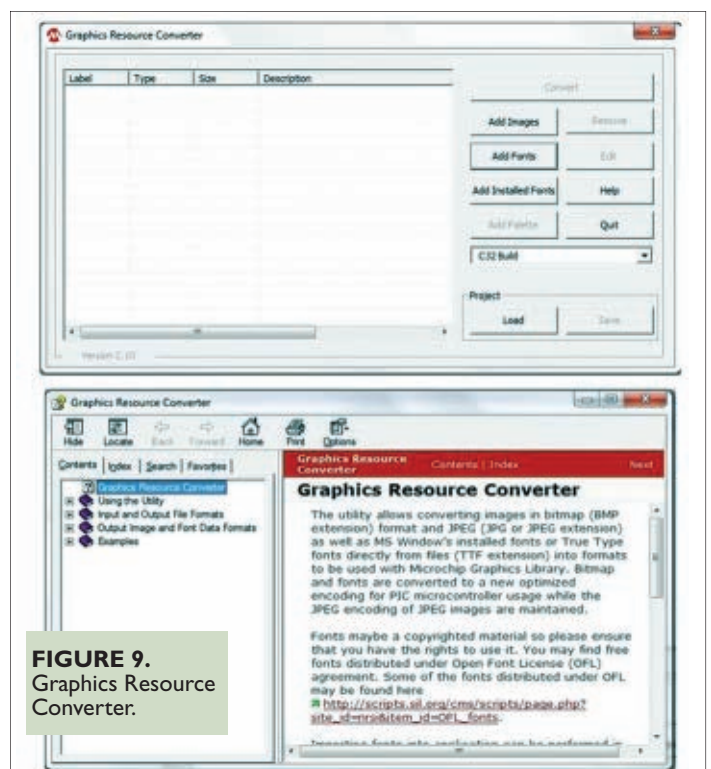 Graphics Resource Converter
Label Type Size Description
Convert
Add Images Remove
Add Fonts Edit
Add Installed Fonts Help
Add Palette Quit
C32 Build
Project
Load Save
Graphics Resource Converter
Hide Locate Back Forward Home Print Options
Contents Index Search Favorites
Graphics Resource Converter
Using the Utility
Input and Output File Formats
Output Image and Font Data Formats
Examples
Graphics Resource
Converter
Contents | Index
Next
Graphics Resource Converter
The utility allows converting images in bitmap (BMP
extension) format and JPEG (JPG or JPEG extension)
as well as MS Window's installed fonts or True Type
fonts directly from files (TTF extension) into formats
to be used with Microchip Graphics Library. Bitmap
and fonts are converted to a new optimized
encoding for PIC microcontroller usage while the
JPEG encoding of JPEG images are maintained.
Fonts maybe a copyrighted material so please ensure
that you have the rights to use it. You may find free
fonts distributed under Open Font License (OFL)
agreement. Some of the fonts distributed under OFL
may be found here
http://scripts.sil.org/cms/scripts/page.php?
site_id=nrsi&item_id=OFL_fonts.
FIGURE 9.
Graphics Resource
Converter.